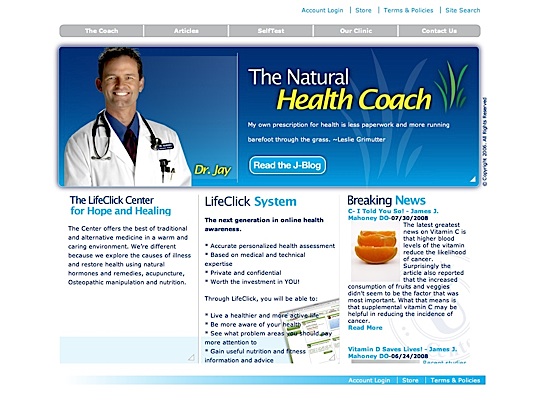 Account Login | Store | Terms & Policies | Site Search
The Coach
Articles
SelfTest
Our Clinic
Contact Us
The Natural
Health Coach
My own prescription for health is less paperwork and more running
barefoot through the grass. ~Leslie Grimutter
Read the J-Blog
Dr. Jay
© Copyright 2008. All Rights Reserved
The LifeClick Center
for Hope and Healing
The Center offers the best of traditional
and alternative medicine in a warm and
caring environment. We're different
because we explore the causes of illness
and restore health using natural
hormones and remedies, acupuncture,
Osteopathic manipulation and nutrition.
LifeClick System
The next generation in online health
awareness.
* Accurate personalized health assessment
* Based on medical and technical
expertise
* Private and confidential
* Worth the investment in YOU!
Through LifeClick, you will be able to:
* Live a healthier and more active life
* Be more aware of your health
* See what problem areas you should pay
more attention to
* Gain useful nutrition and fitness
information and advice
Breaking News
C- I Told You So! - James J.
Mahoney DO-07/30/2008
The latest greatest
news on Vitamin C is
that higher blood
levels of the vitamin
reduce the likelihood
of cancer.
Surprisingly the
article also reported
that the increased
consumption of fruits and veggies
didn't seem to be the factor that was
most important. What that means is
that supplemental vitamin C may be
helpful in reducing the incidence of
cancer.
Read More
Vitamin D Saves Lives! - James J.
Mahoney DO-06/24/2008
Recent studies
Account Login | Store | Terms & Policies